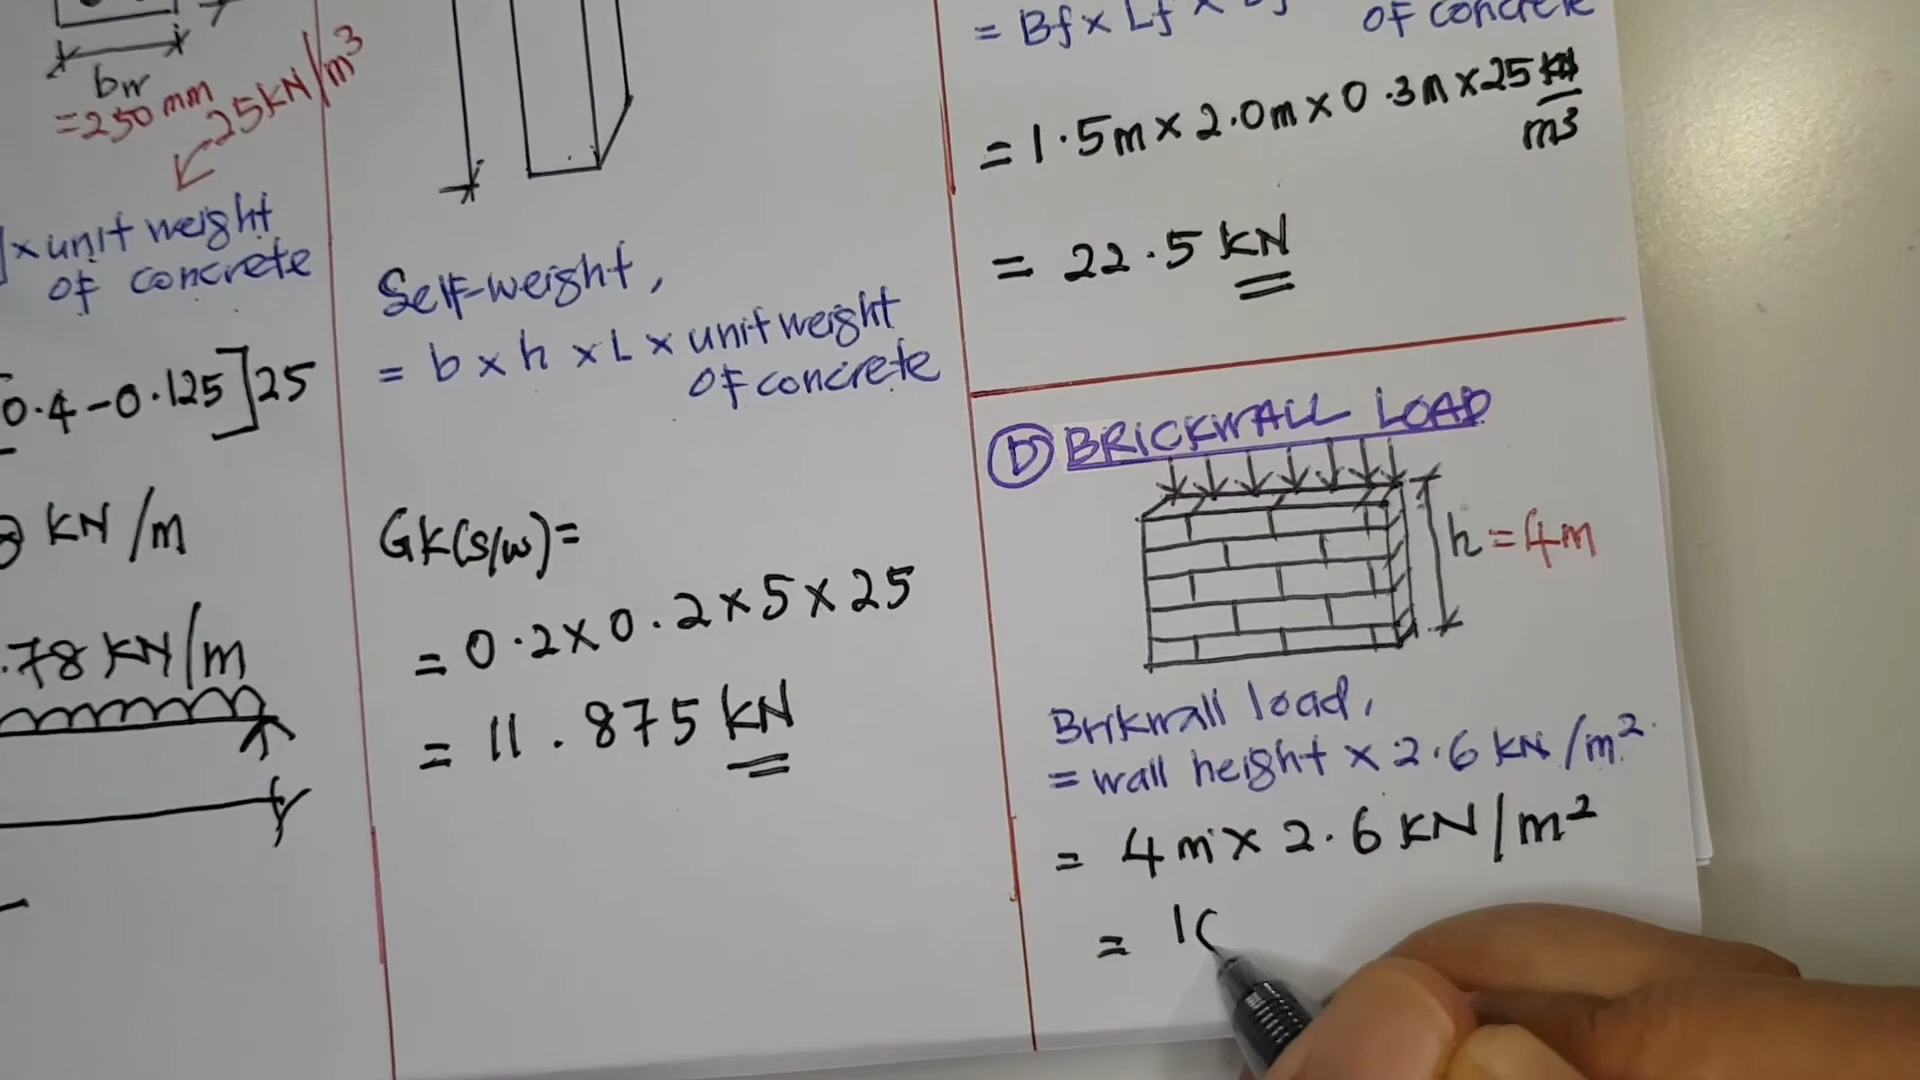 bw
=250 mm
25KN/m3
x unit weight
of concrete
0.4-0.125]25
KN/m
.78 KN/m
Self-weight,
= b x h x L x unit weight
of concrete
GK(s/w)=
= 0.2x0.2x5x25
= 11.875 KN
= Bf x Lf x
of concrete
= 1.5m x 2.0m x 0.3m x 25 KN
m3
= 22.5 KN
D BRICKWALL LOAD
h = 4m
Brikwall load,
= wall height x 2.6 KN/m2.
= 4m x 2.6 KN/m2
= 1